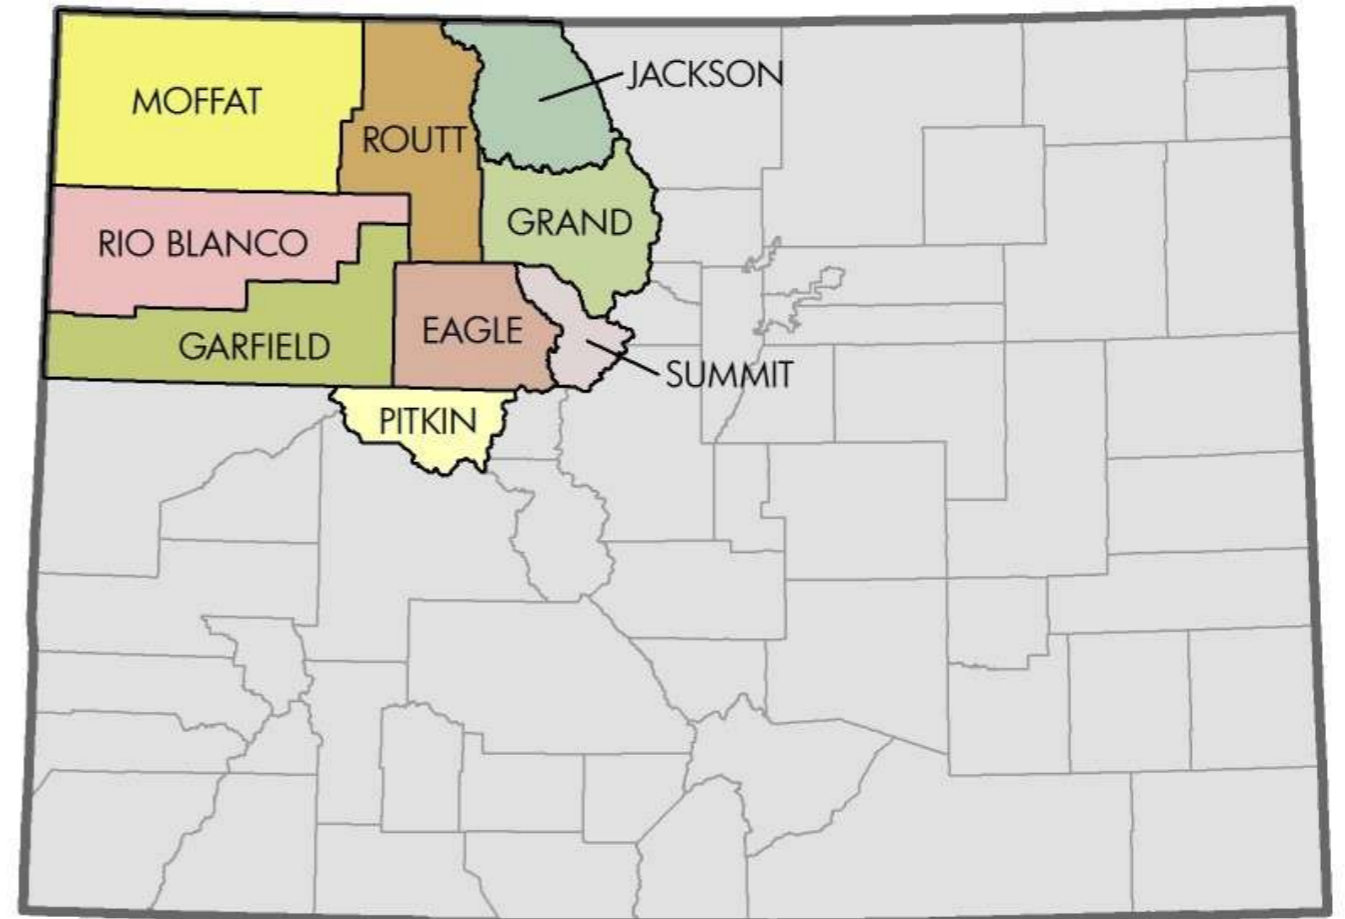 MOFFAT
JACKSON
ROUTT
GRAND
RIO BLANCO
EAGLE
GARFIELD
SUMMIT
PITKIN